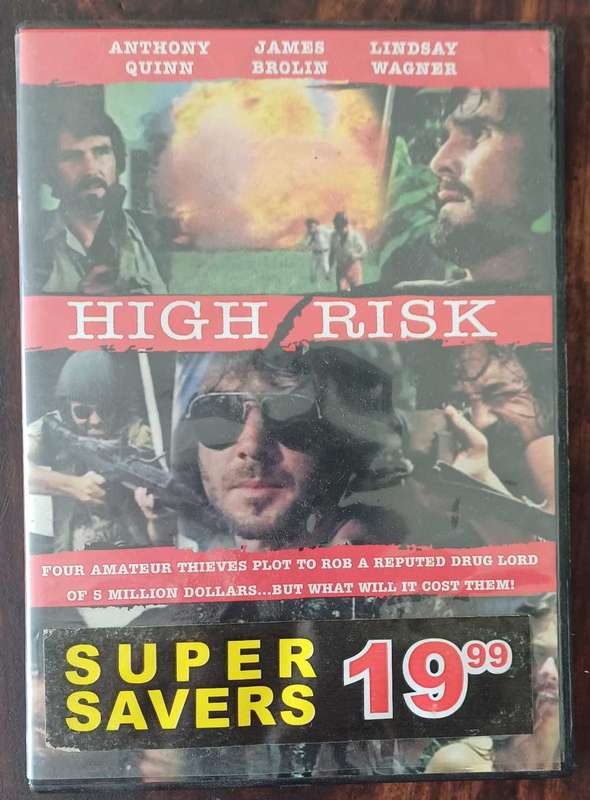 ANTHONY JAMES LINDSAY
QUINN BROLIN WAGNER
HIGH RISK
FOUR AMATEUR THIEVES PLOT TO ROB A REPUTED DRUG LORD
OF 5 MILLION DOLLARS...BUT WHAT WILL IT COST THEM!
SUPER
SAVERS
19.99